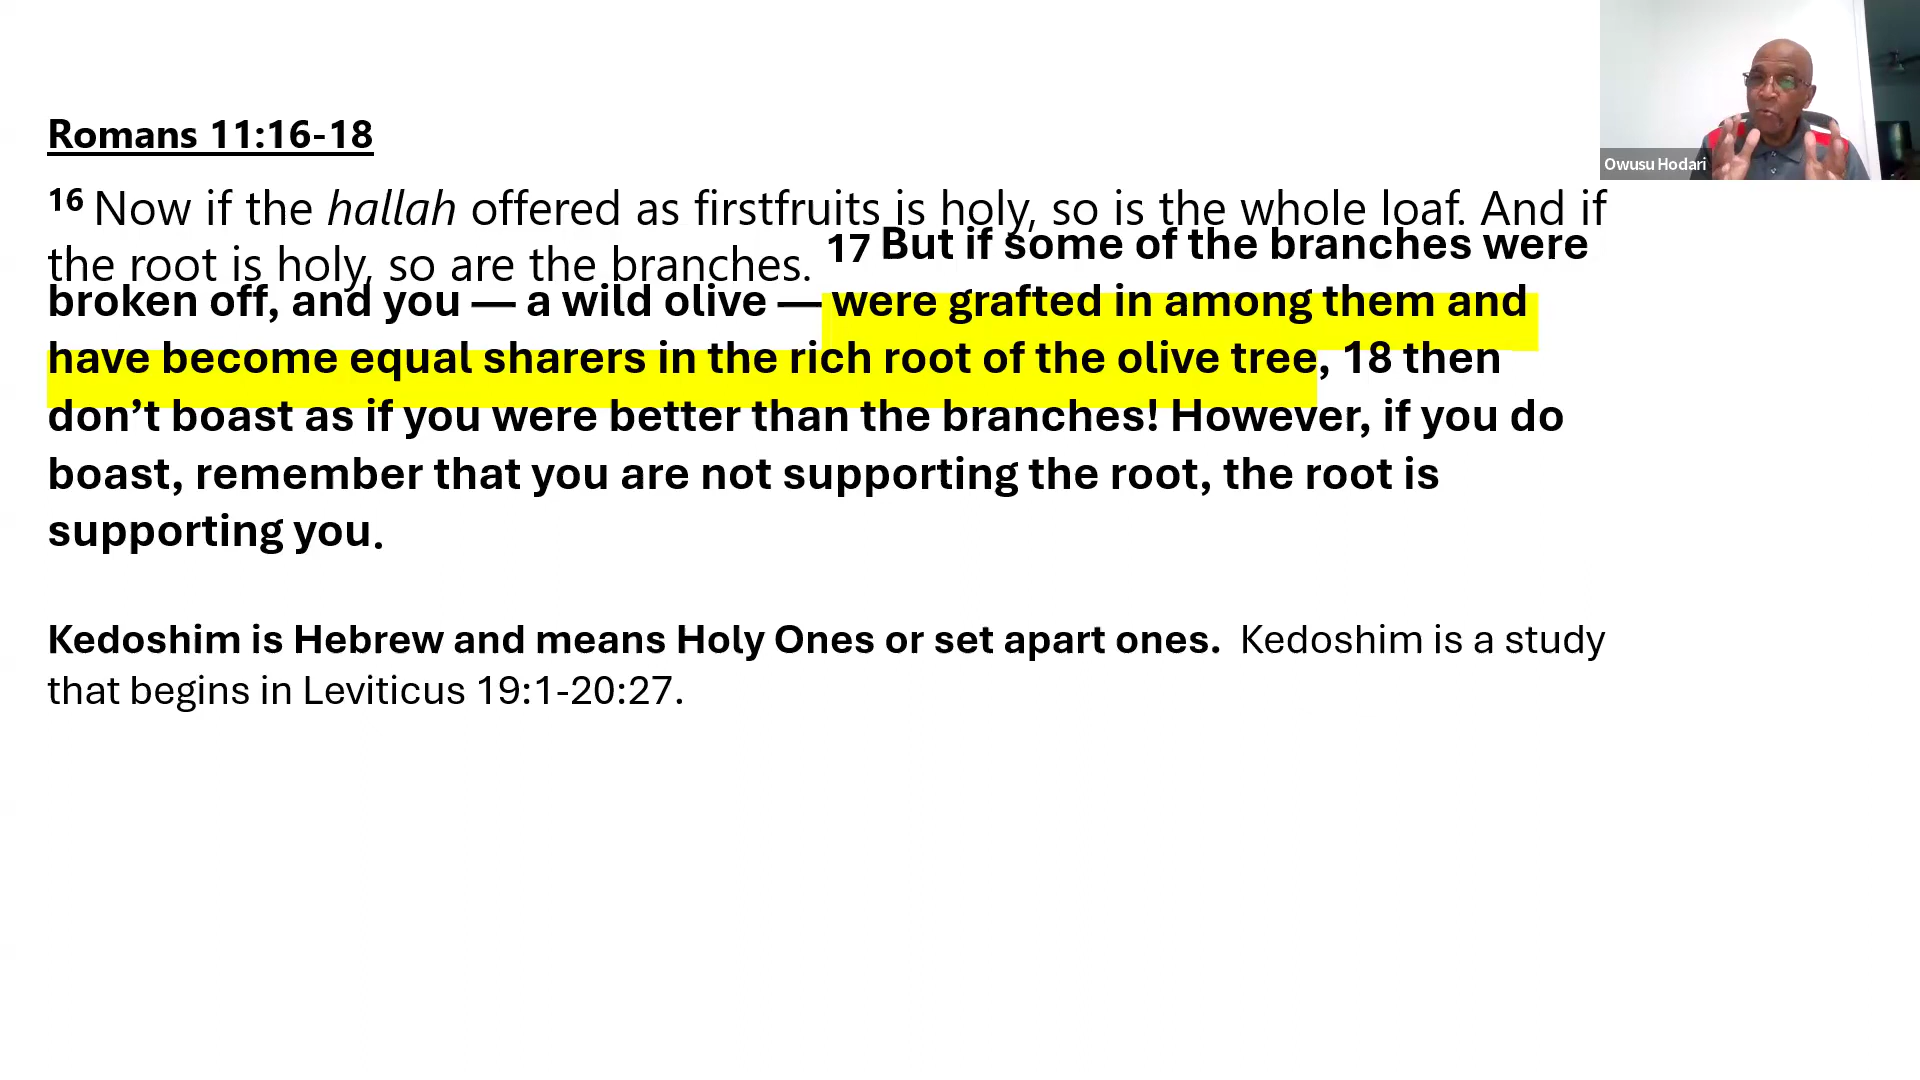 Romans 11:16-18
16 Now if the hallah offered as firstfruits is holy, so is the whole loaf. And if
the root is holy, so are the branches. 17 But if some of the branches were
broken off, and you — a wild olive — were grafted in among them and
have become equal sharers in the rich root of the olive tree, 18 then
don’t boast as if you were better than the branches! However, if you do
boast, remember that you are not supporting the root, the root is
supporting you.
Kedoshim is Hebrew and means Holy Ones or set apart ones. Kedoshim is a study
that begins in Leviticus 19:1-20:27.
Owusu Hodari